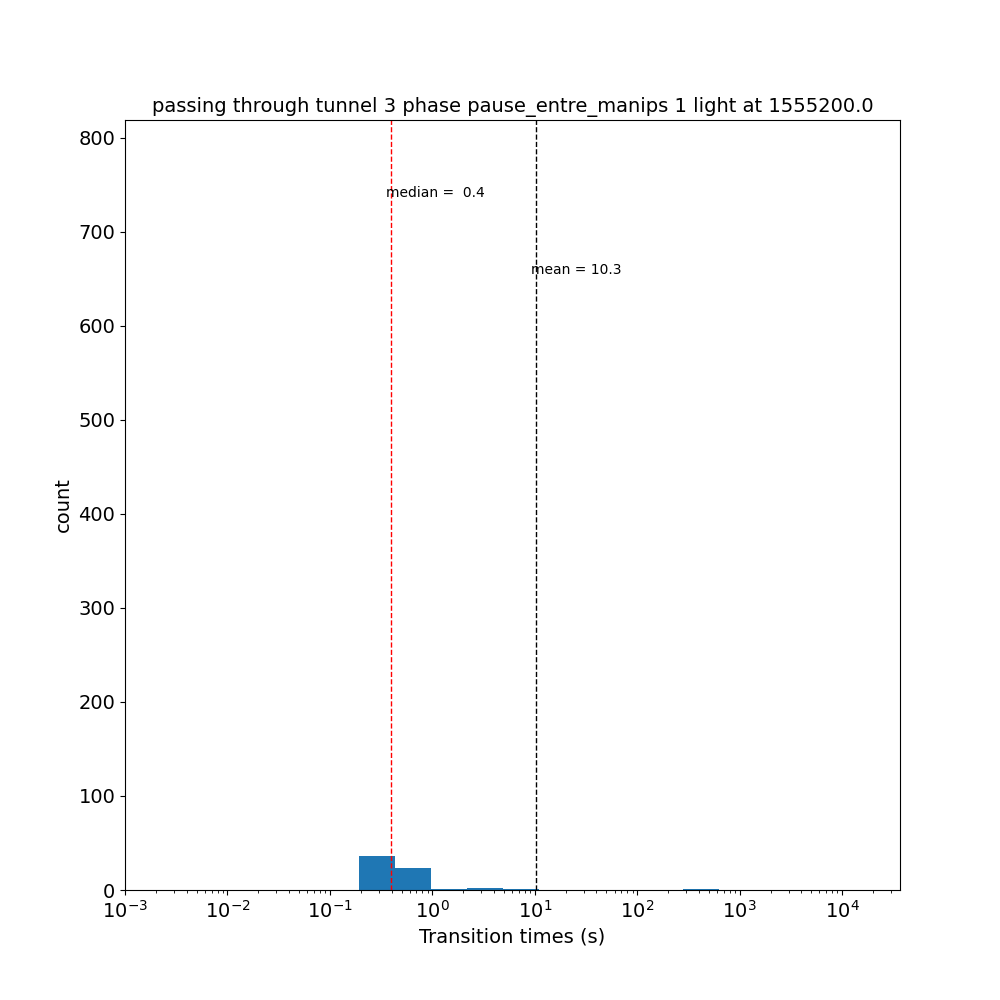 passing through tunnel 3 phase pause_entre_manips 1 light at 1555200.0
800
700
600
500
400
300
200
100
0
count
median =  0.4
mean = 10.3
10⁻³ 10⁻² 10⁻¹ 10⁰ 10¹ 10² 10³ 10⁴
Transition times (s)